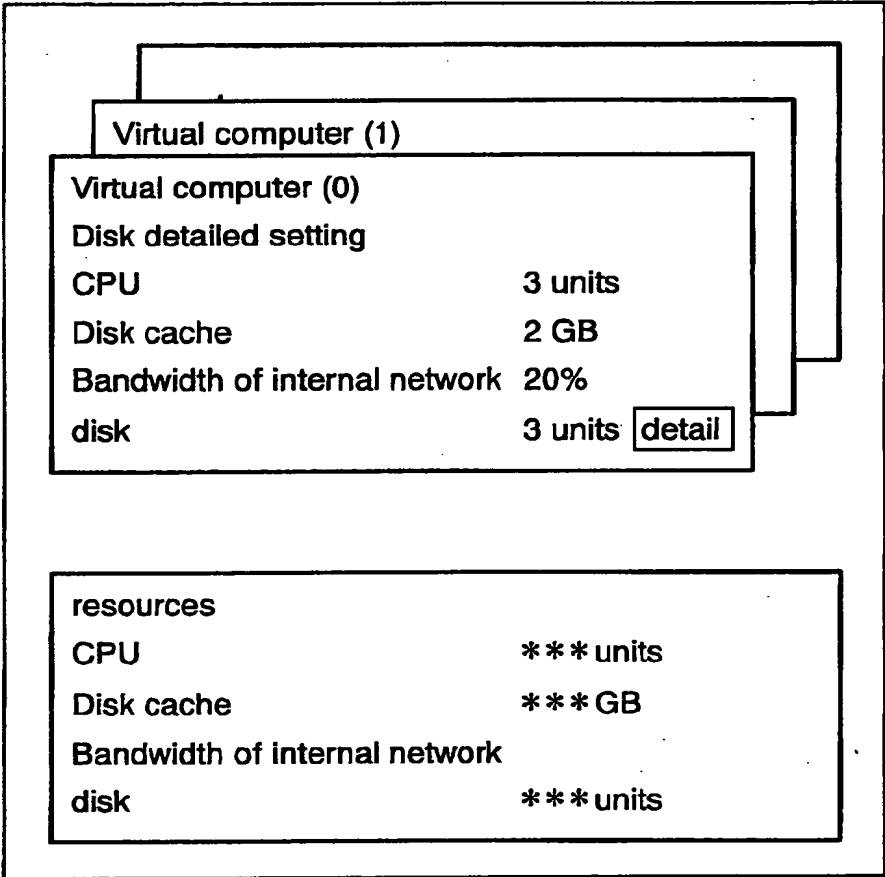 Virtual computer (1)
Virtual computer (0)
Disk detailed setting
CPU 3 units
Disk cache 2 GB
Bandwidth of internal network 20%
disk 3 units detail
resources
CPU ***units
Disk cache ***GB
Bandwidth of internal network
disk ***units